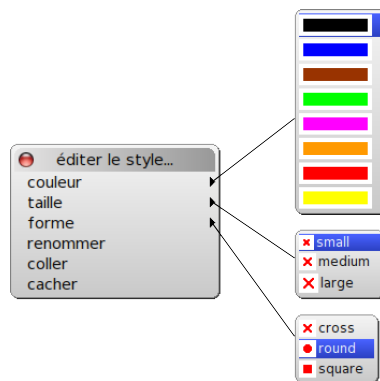 éditer le style...
couleur
taille
forme
renommer
coller
cacher
small
medium
large
cross
round
square